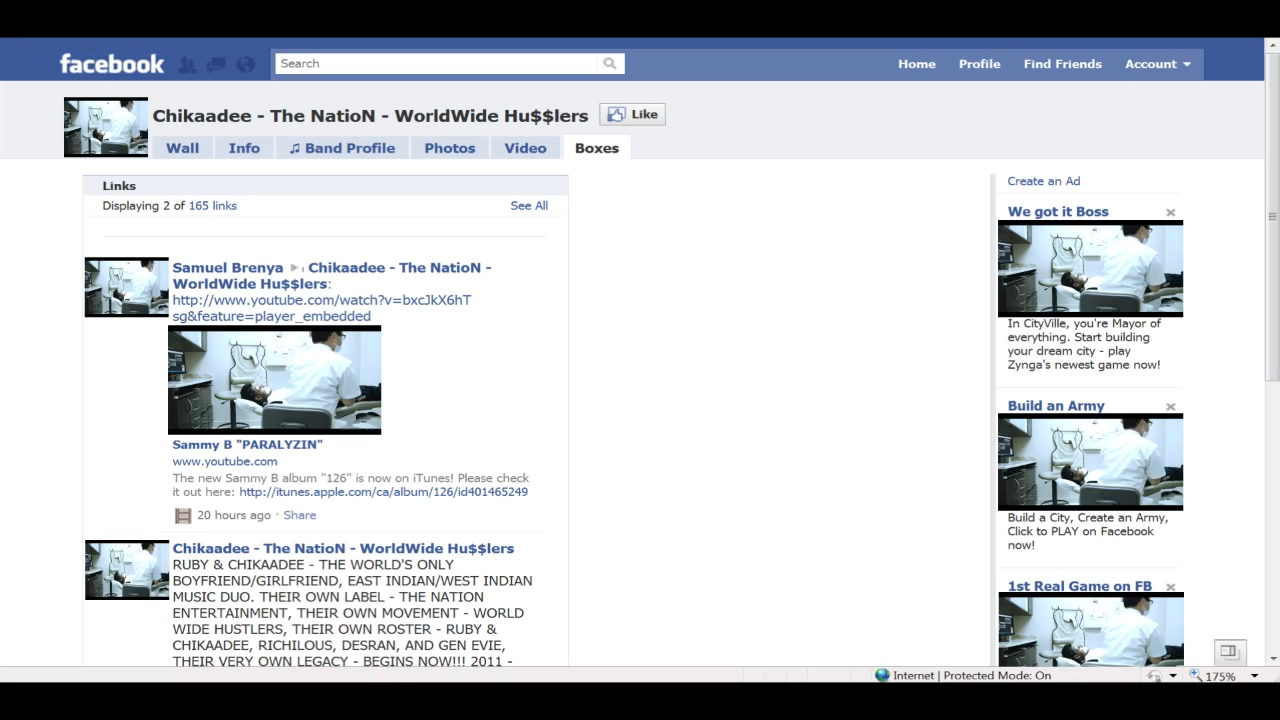 facebook
Search
Home Profile Find Friends Account
Chikaadee - The NatioN - WorldWide Hu$$lers
Like
Wall Info Band Profile Photos Video Boxes
Links
Displaying 2 of 165 links See All
Samuel Brenya Chikaadee - The NatioN -
WorldWide Hu$$lers:
http://www.youtube.com/watch?v=bxcJkX6hT
sg&feature=player_embedded
Sammy B "PARALYZIN"
www.youtube.com
The new Sammy B album "126" is now on iTunes! Please check
it out here: http://itunes.apple.com/ca/album/126/id401465249
20 hours ago · Share
Chikaadee - The NatioN - WorldWide Hu$$lers
RUBY & CHIKAADEE - THE WORLD'S ONLY
BOYFRIEND/GIRLFRIEND, EAST INDIAN/WEST INDIAN
MUSIC DUO. THEIR OWN LABEL - THE NATION
ENTERTAINMENT, THEIR OWN MOVEMENT - WORLD
WIDE HUSTLERS, THEIR OWN ROSTER - RUBY &
CHIKAADEE, RICHILOUS, DESRAN, AND GEN EVIE,
THEIR VERY OWN LEGACY - BEGINS NOW!!! 2011 -
Create an Ad
We got it Boss
In CityVille, you're Mayor of
everything. Start building
your dream city - play
Zynga's newest game now!
Build an Army
Build a City, Create an Army,
Click to PLAY on Facebook
now!
1st Real Game on FB
Internet | Protected Mode: On
175%